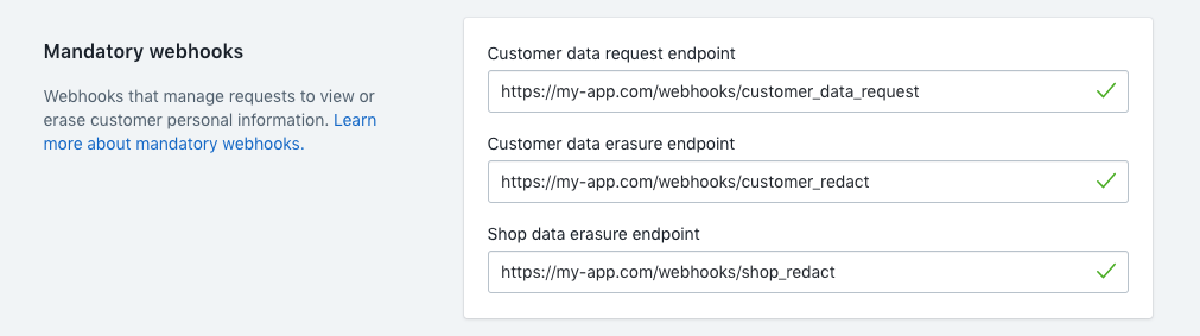 Mandatory webhooks
Webhooks that manage requests to view or
erase customer personal information. Learn
more about mandatory webhooks.
Customer data request endpoint
https://my-app.com/webhooks/customer_data_request
Customer data erasure endpoint
https://my-app.com/webhooks/customer_redact
Shop data erasure endpoint
https://my-app.com/webhooks/shop_redact